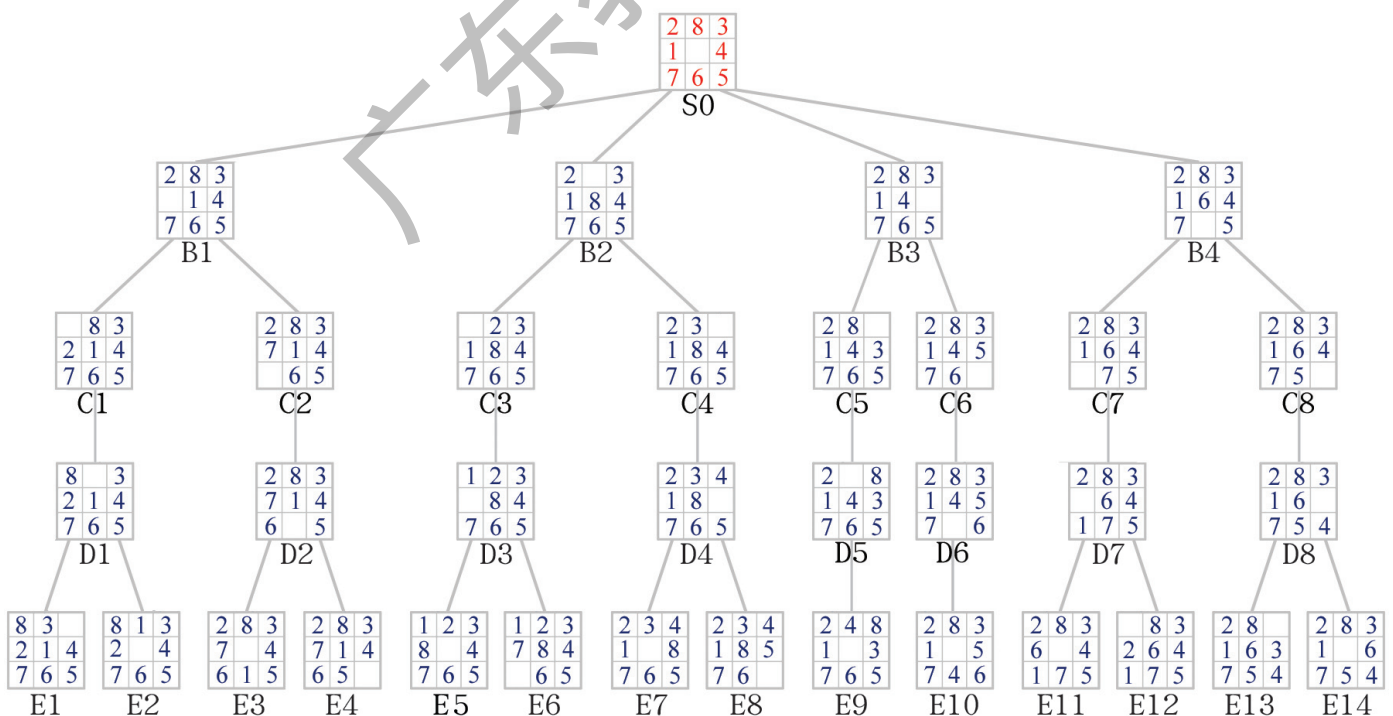 2 8 3
1 4
7 6 5
S0
2 8 3
1 4
7 6 5
B1
2 3
1 8 4
7 6 5
B2
2 8 3
1 4
7 6 5
B3
2 8 3
1 6 4
7 5
B4
8 3
2 1 4
7 6 5
C1
2 8 3
7 1 4
6 5
C2
2 3
1 8 4
7 6 5
C3
2 3
1 8 4
7 6 5
C4
2 8
1 4 3
7 6 5
C5
2 8 3
1 4 5
7 6
C6
2 8 3
1 6 4
7 5
C7
2 8 3
1 6 4
7 5
C8
8 3
2 1 4
7 6 5
D1
2 8 3
7 1 4
6 5
D2
1 2 3
8 4
7 6 5
D3
2 3 4
1 8
7 6 5
D4
2 8
1 4 3
7 6 5
D5
2 8 3
1 4 5
7 6
D6
2 8 3
6 4
1 7 5
D7
2 8 3
1 6
7 5 4
D8
8 3
2 1 4
7 6 5
E1
8 1 3
2 4
7 6 5
E2
2 8 3
7 4
6 1 5
E3
2 8 3
7 1 4
6 5
E4
1 2 3
8 4
7 6 5
E5
1 2 3
7 8 4
6 5
E6
2 3 4
1 8
7 6 5
E7
2 3 4
1 8 5
7 6
E8
2 4 8
1 3
7 6 5
E9
2 8 3
1 5
7 4 6
E10
2 8 3
6 4
1 7 5
E11
8 3
2 6 4
1 7 5
E12
2 8
1 6 3
7 5 4
E13
2 8 3
1 6
7 5 4
E14
广东